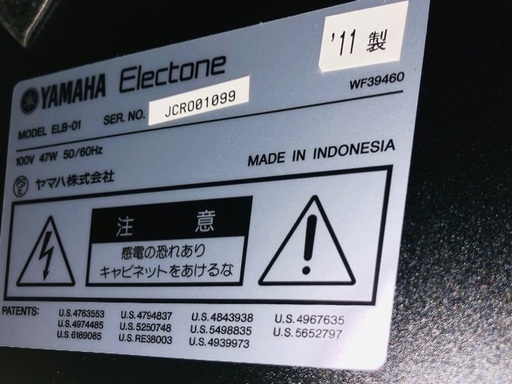 YAMAHA Electone
'11 製
MODEL ELB-01 SER. NO. JCRO01099
WF39460
100V 47W 50/60Hz
MADE IN INDONESIA
PSE ヤマハ株式会社
注 意
感電の恐れあり
キャビネットをあけるな
PATENTS: U.S.4763553 U.S.4794837 U.S.4843938 U.S.4967635
U.S.4974485 U.S.5250748 U.S.5498835 U.S.5652797
U.S.6169085 U.S.RE38003 U.S.4939973